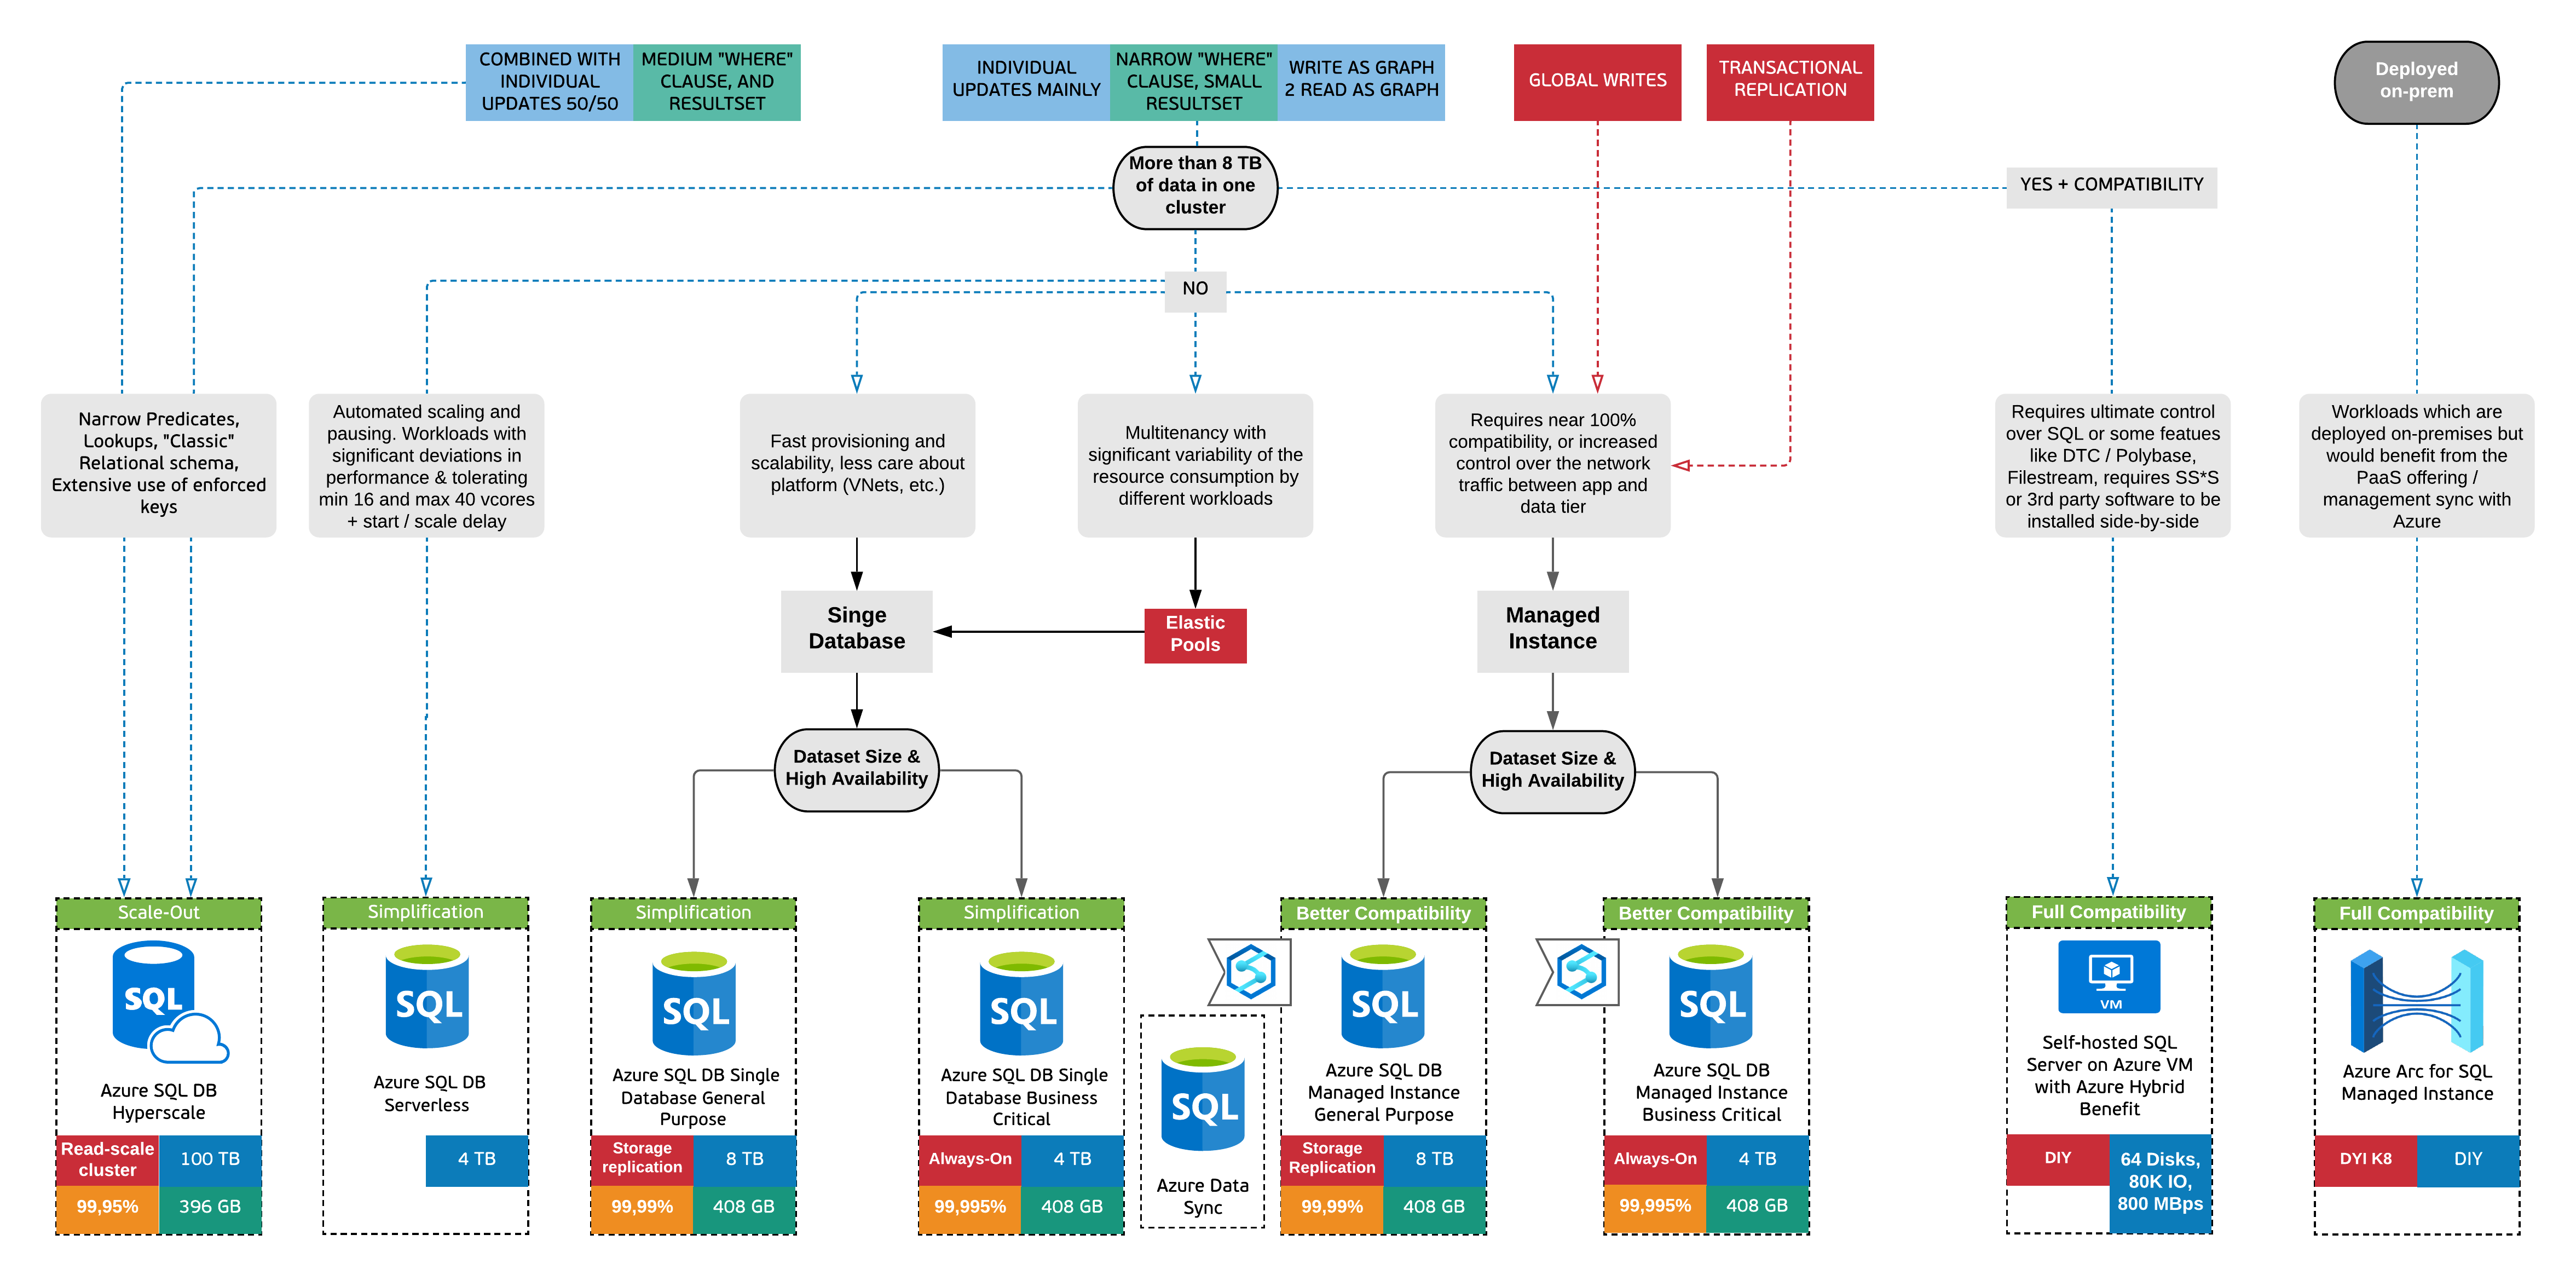 COMBINED WITH
INDIVIDUAL
UPDATES 50/50
MEDIUM "WHERE"
CLAUSE, AND
RESULTSET
INDIVIDUAL
UPDATES MAINLY
NARROW "WHERE"
CLAUSE, SMALL
RESULTSET
WRITE AS GRAPH
2 READ AS GRAPH
GLOBAL WRITES
TRANSACTIONAL
REPLICATION
Deployed
on-prem
More than 8 TB
of data in one
cluster
YES + COMPATIBILITY
NO
Narrow Predicates,
Lookups, "Classic"
Relational schema,
Extensive use of enforced
keys
Automated scaling and
pausing. Workloads with
significant deviations in
performance & tolerating
min 16 and max 40 vcores
+ start / scale delay
Fast provisioning and
scalability, less care about
platform (VNets, etc.)
Multitenancy with
significant variability of the
resource consumption by
different workloads
Requires near 100%
compatibility, or increased
control over the network
traffic between app and
data tier
Requires ultimate control
over SQL or some featues
like DTC / Polybase,
Filestream, requires SS*S
or 3rd party software to be
installed side-by-side
Workloads which are
deployed on-premises but
would benefit from the
PaaS offering /
management sync with
Azure
Singe
Database
Elastic
Pools
Managed
Instance
Dataset Size &
High Availability
Dataset Size &
High Availability
Scale-Out
SQL
Azure SQL DB
Hyperscale
Read-scale
cluster
100 TB
99,95%
396 GB
Simplification
SQL
Azure SQL DB
Serverless
4 TB
Simplification
SQL
Azure SQL DB Single
Database General
Purpose
Storage
replication
8 TB
99,99%
408 GB
Simplification
SQL
Azure SQL DB Single
Database Business
Critical
Always-On
4 TB
99,995%
408 GB
SQL
Azure Data
Sync
Better Compatibility
SQL
Azure SQL DB
Managed Instance
General Purpose
Storage
Replication
8 TB
99,99%
408 GB
Better Compatibility
SQL
Azure SQL DB
Managed Instance
Business Critical
Always-On
4 TB
99,995%
408 GB
Full Compatibility
VM
Self-hosted SQL
Server on Azure VM
with Azure Hybrid
Benefit
DIY
64 Disks,
80K IO,
800 MBps
Full Compatibility
Azure Arc for SQL
Managed Instance
DYI K8
DIY